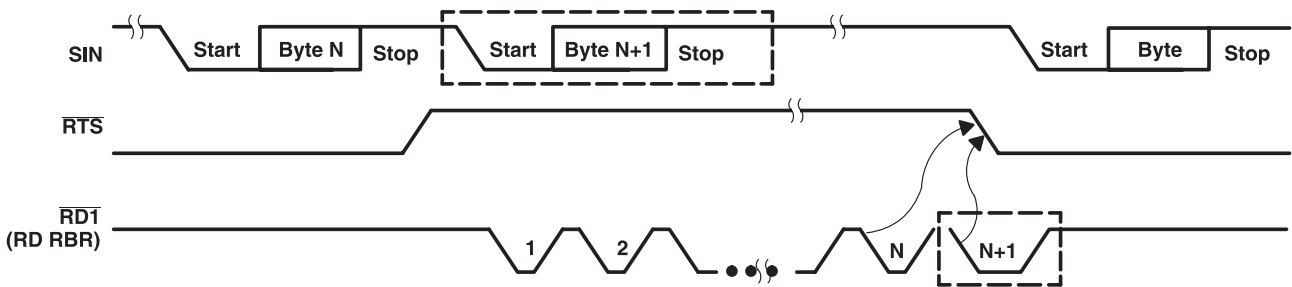 SIN
Start
Byte N
Stop
Start
Byte N+1
Stop
Start
Byte
Stop
RTS
RD1
(RD RBR)
1
2
N
N+1